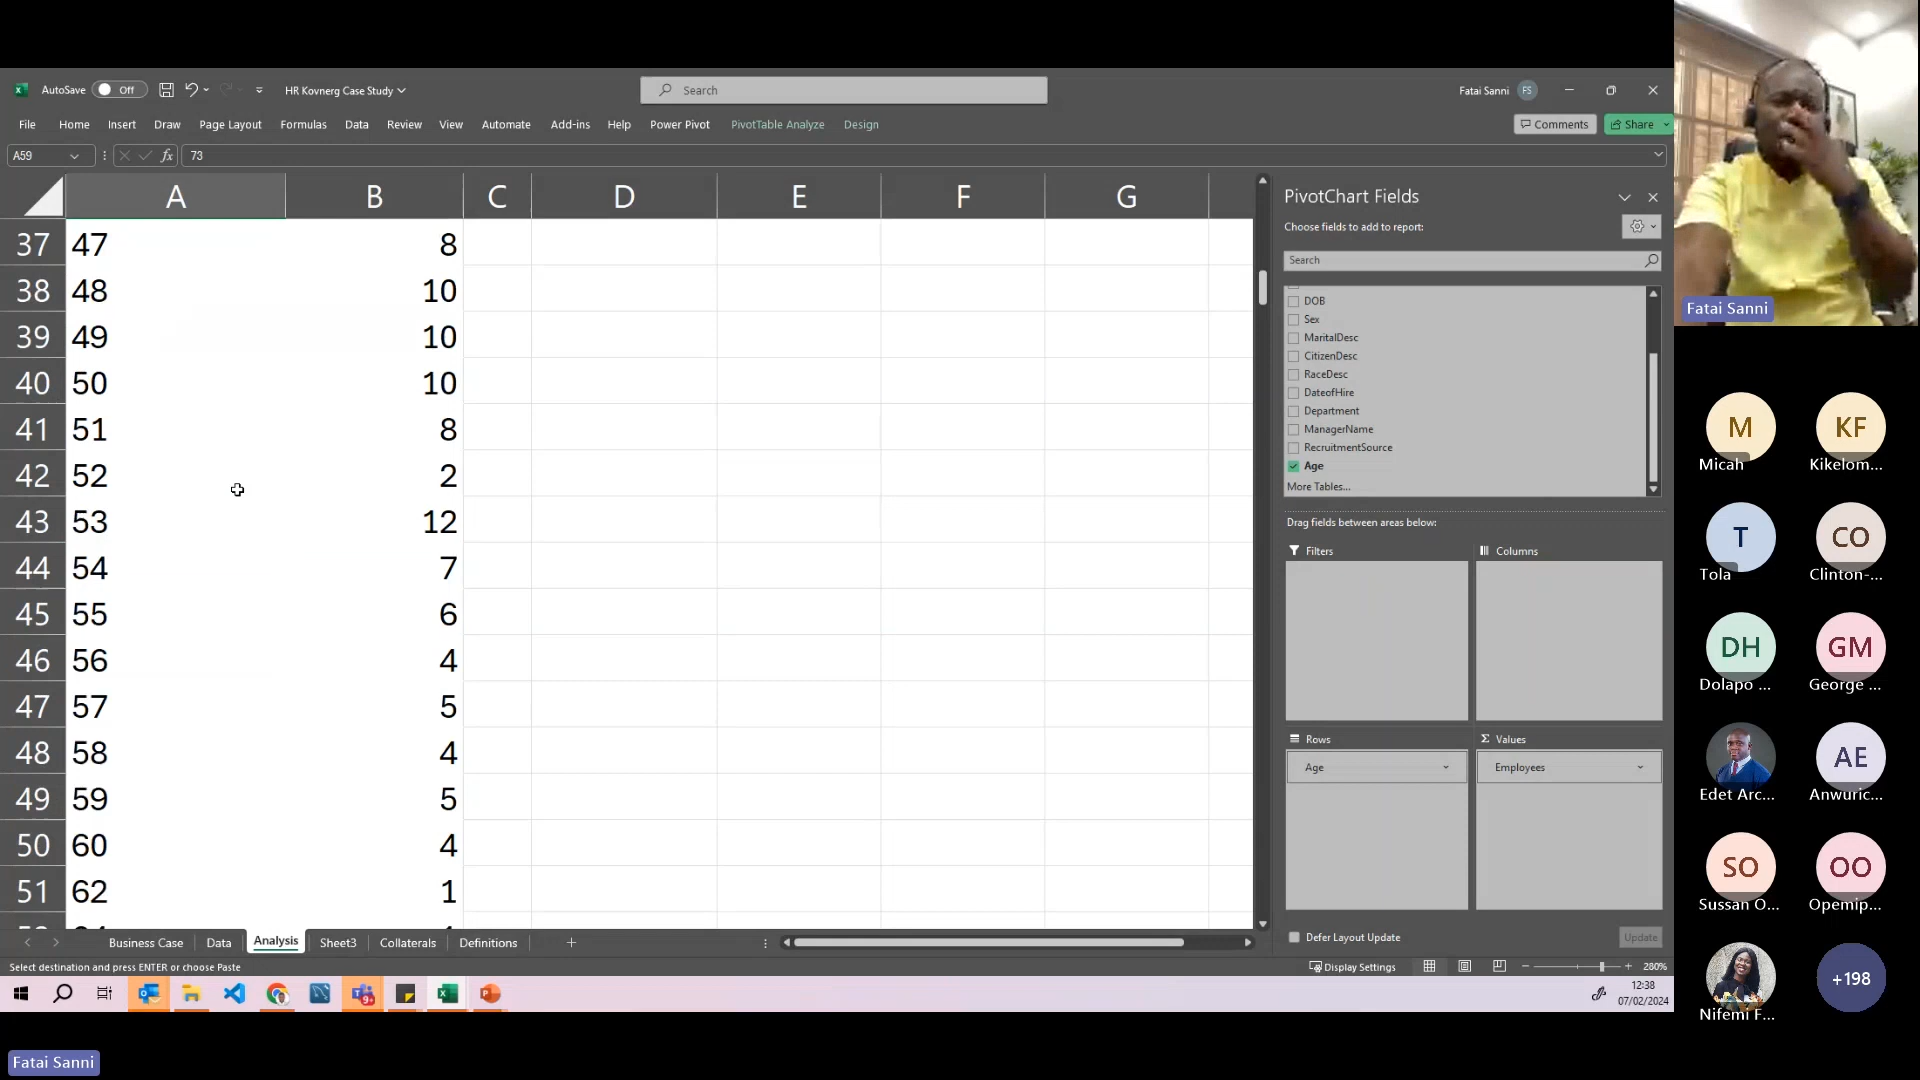 AutoSave Off HR Kovnerg Case Study Search Fatai Sanni FS
File Home Insert Draw Page Layout Formulas Data Review View Automate Add-ins Help Power Pivot PivotTable Analyze Design Comments Share
A59 fx 73
A B C D E F G
37 47 8
38 48 10
39 49 10
40 50 10
41 51 8
42 52 2
43 53 12
44 54 7
45 55 6
46 56 4
47 57 5
48 58 4
49 59 5
50 60 4
51 62 1
PivotChart Fields
Choose fields to add to report:
Search
DOB
Sex
MaritalDesc
CitizenDesc
RaceDesc
DateofHire
Department
ManagerName
RecruitmentSource
Age
More Tables...
Drag fields between areas below:
Filters Columns
Rows Σ Values
Age Employees
Defer Layout Update Update
Business Case Data Analysis Sheet3 Collaterals Definitions
Select destination and press ENTER or choose Paste Display Settings 280%
9+
12:38
07/02/2024
Fatai Sanni
M KF
Micah Kikelom...
T CO
Tola Clinton-...
DH GM
Dolapo ... George ...
AE
Edet Arc... Anwuric...
SO OO
Sussan O... Opemip...
+198
Nifemi F...
Fatai Sanni